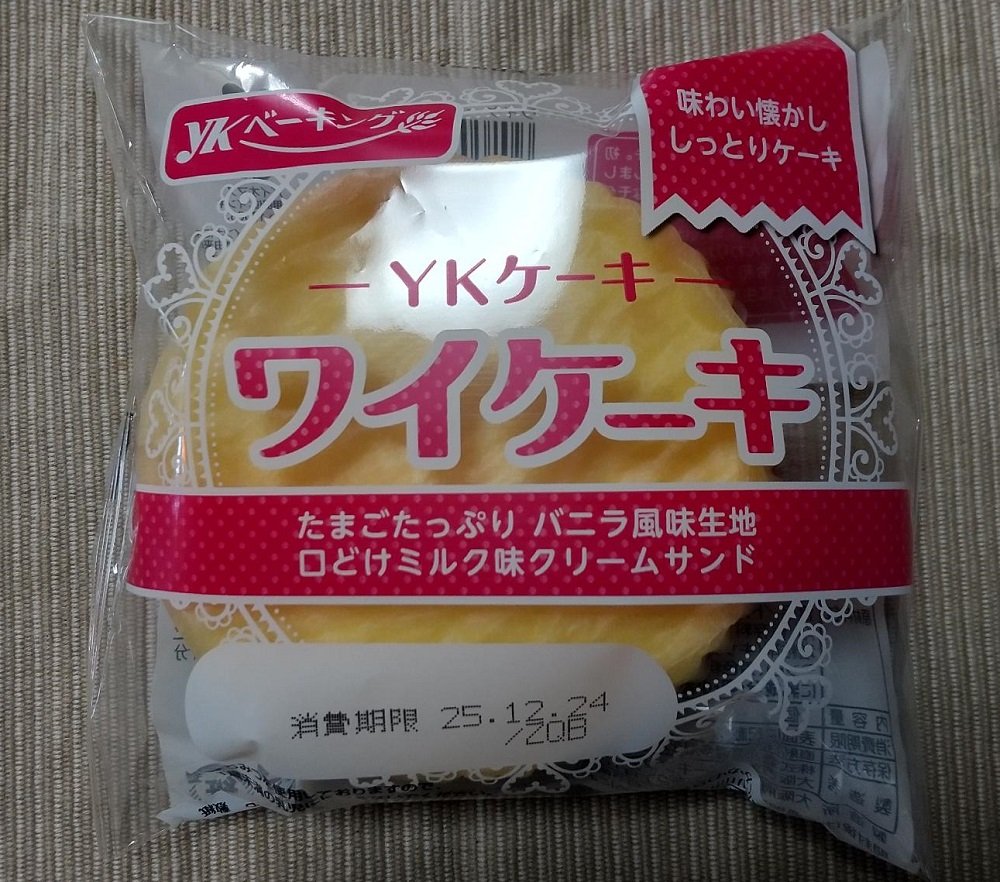 YKベーキング
味わい懐かし
しっとりケーキ
YKケーキ
ワイケーキ
たまごたっぷり バニラ風味生地
口どけミルク味クリームサンド
消費期限 25.12.24
/2QB